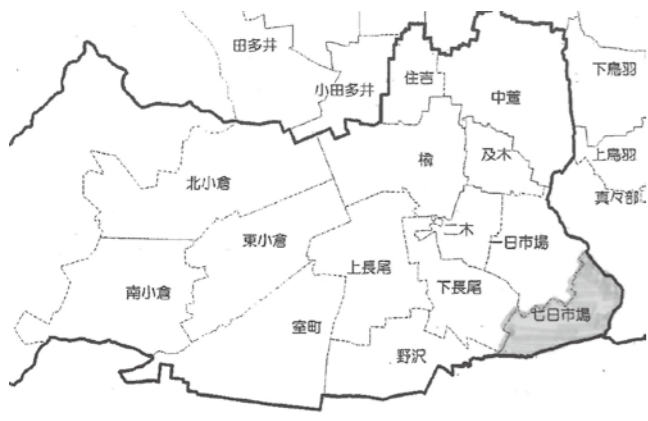 田多井
小田多井
住吉
中萱
下鳥羽
上鳥羽
真々部
楡
及木
北小倉
東小倉
南小倉
上長尾
二木
一日市場
下長尾
七日市場
室町
野沢